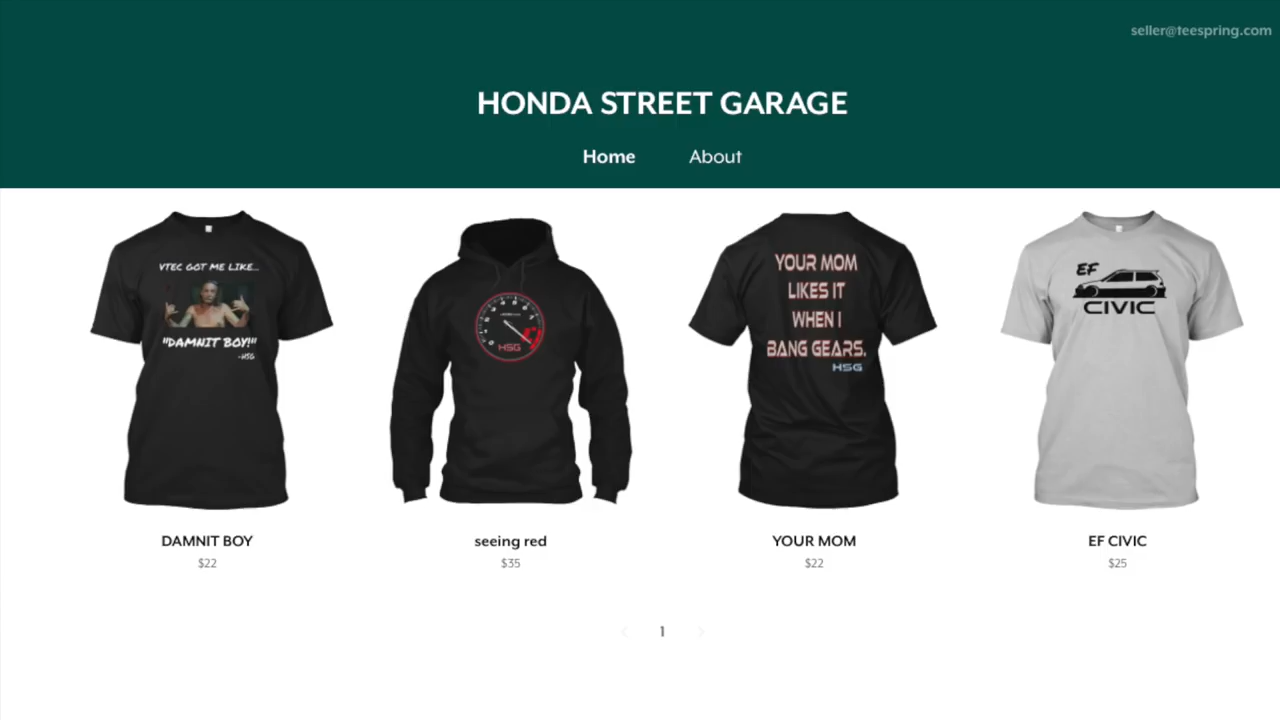 seller@teespring.com
HONDA STREET GARAGE
Home About
VTEC GOT ME LIKE...
"DAMNIT BOY!"
-HSG
HSG
YOUR MOM
LIKES IT
WHEN I
BANG GEARS.
HSG
EF
CIVIC
DAMNIT BOY
$22
seeing red
$35
YOUR MOM
$22
EF CIVIC
$25
1